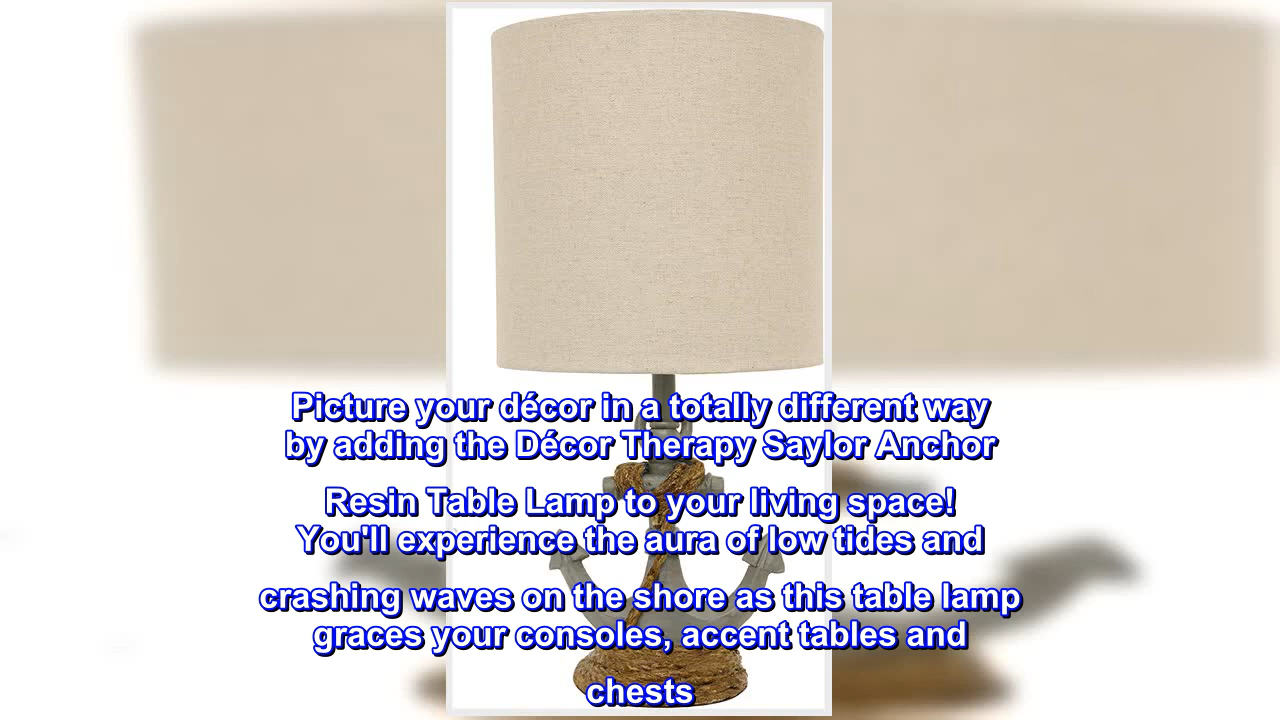 Picture your décor in a totally different way
by adding the Décor Therapy Saylor Anchor
Resin Table Lamp to your living space!
You'll experience the aura of low tides and
crashing waves on the shore as this table lamp
graces your consoles, accent tables and
chests